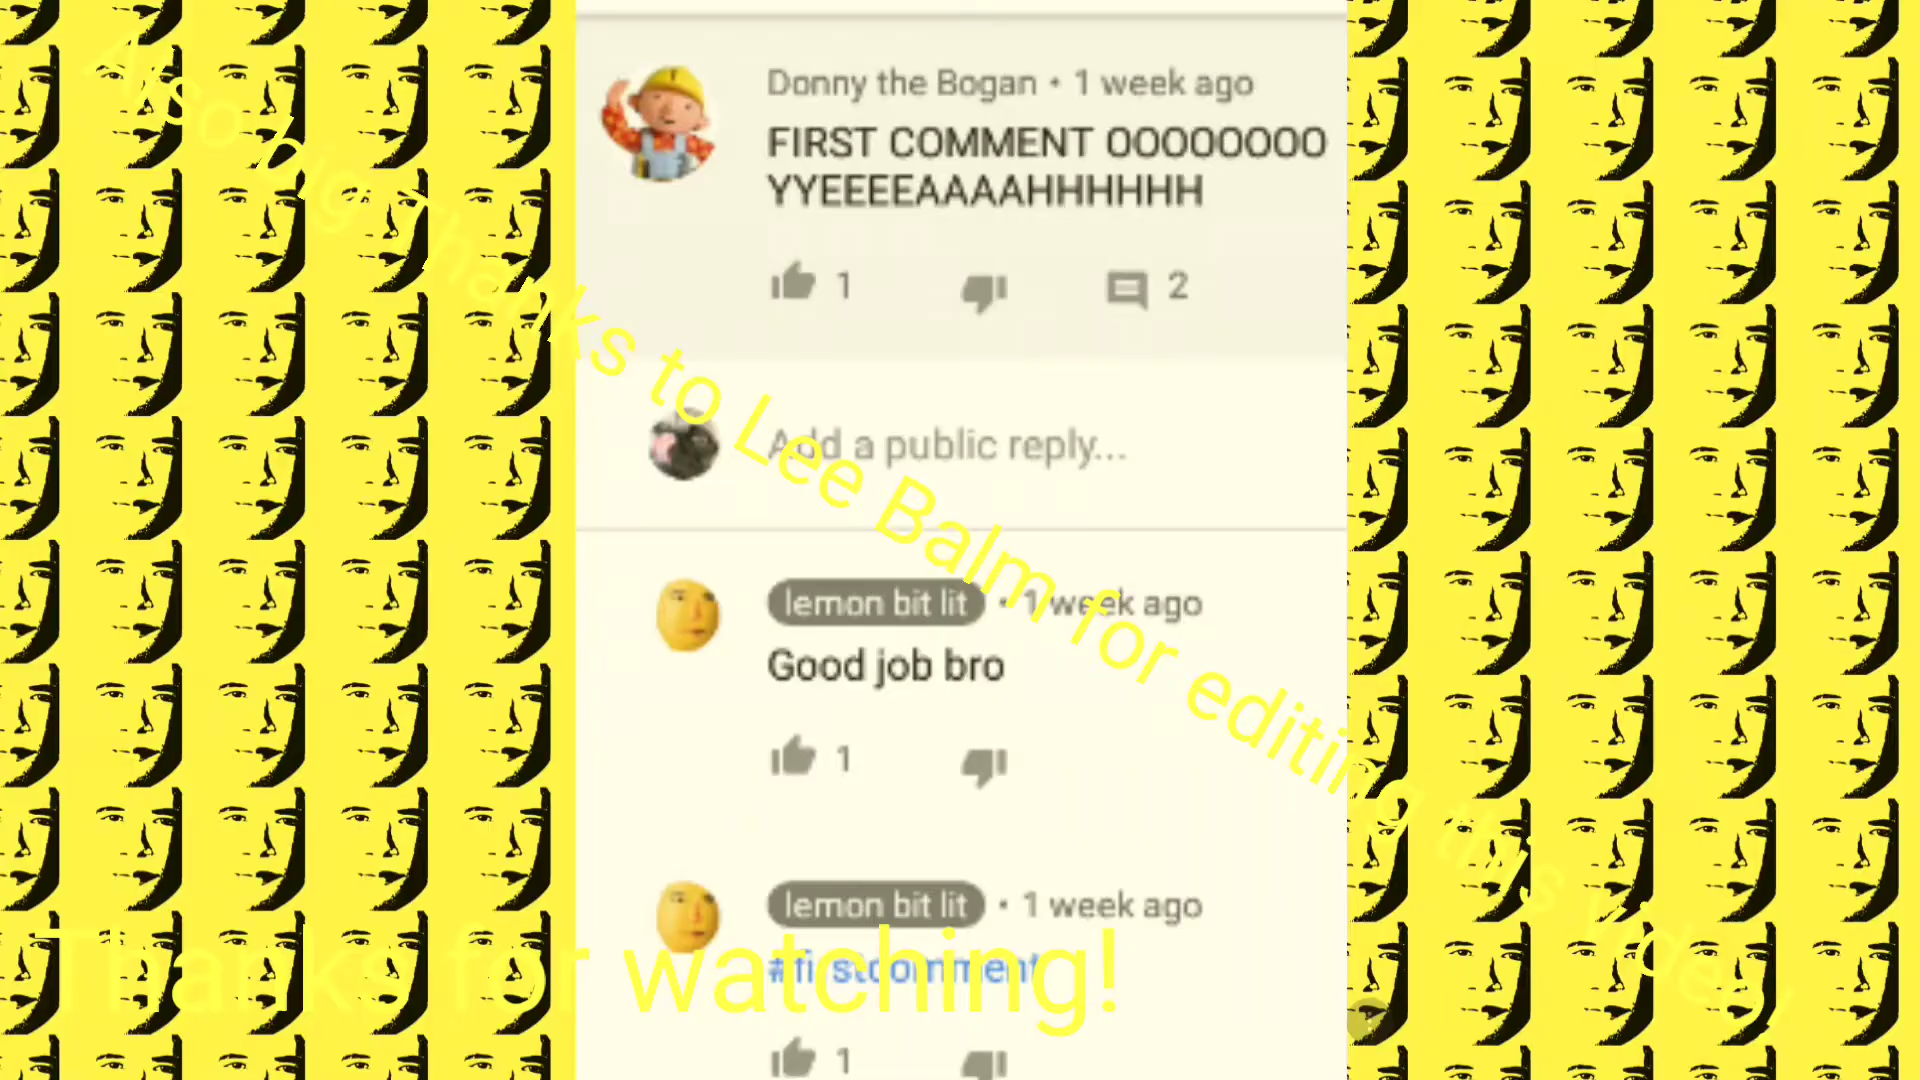 Donny the Bogan • 1 week ago
FIRST COMMENT OOOOOOOO
YYEEEEAAAAHHHHHH
1
2
Also big Thanks to Lee Balm for editing this Video
Add a public reply...
lemon bit lit • 1 week ago
Good job bro
1
lemon bit lit • 1 week ago
#firstcomment
Thanks for watching!
1